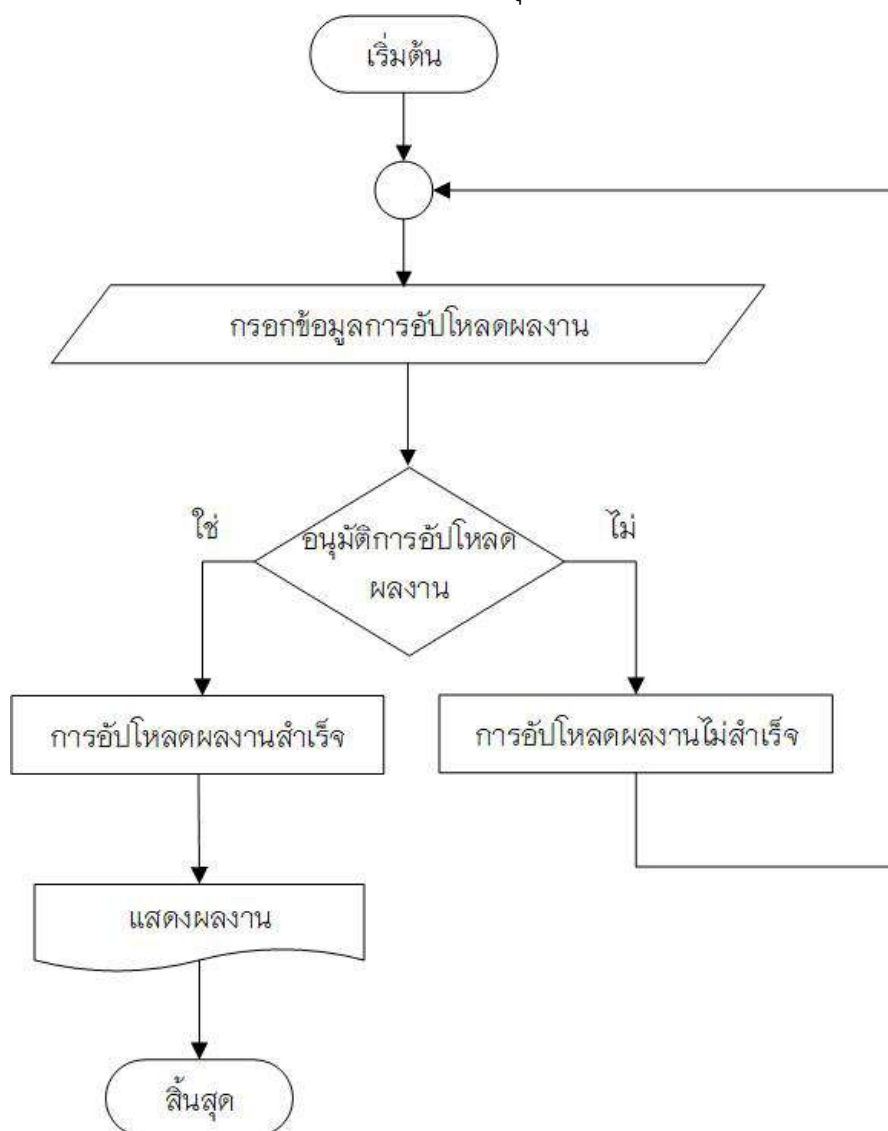 เริ่มต้น
กรอกข้อมูลการอัปโหลดผลงาน
ใช่
ไม่
อนุมัติการอัปโหลด
ผลงาน
การอัปโหลดผลงานสำเร็จ
การอัปโหลดผลงานไม่สำเร็จ
แสดงผลงาน
สิ้นสุด